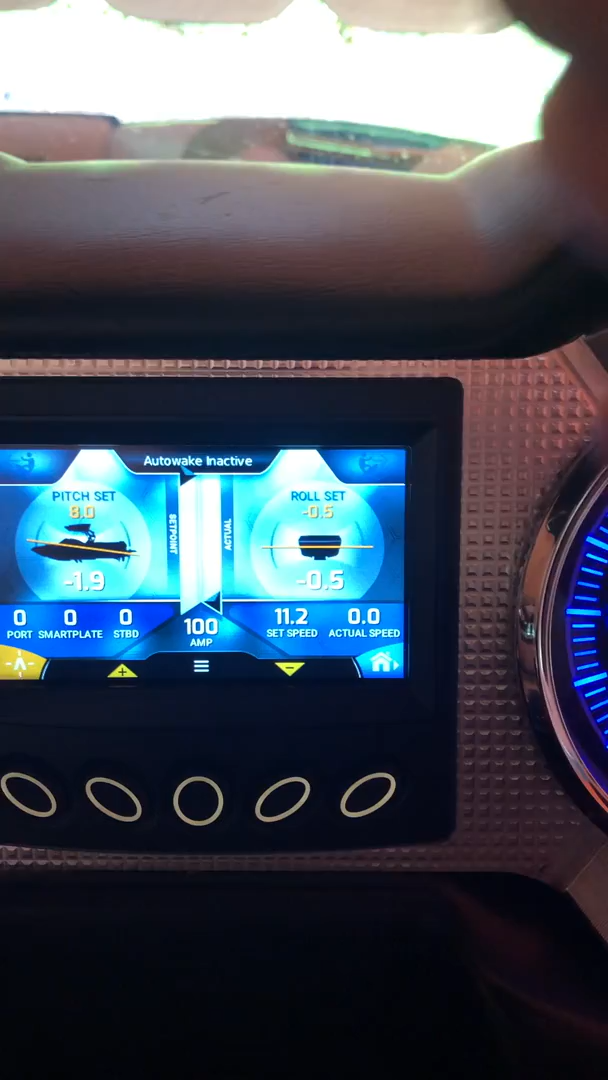 Autowake Inactive
PITCH SET
8.0
-1.9
SETPOINT
ACTUAL
ROLL SET
-0.5
-0.5
0 0 0
PORT SMARTPLATE STBD
100
AMP
11.2 0.0
SET SPEED ACTUAL SPEED